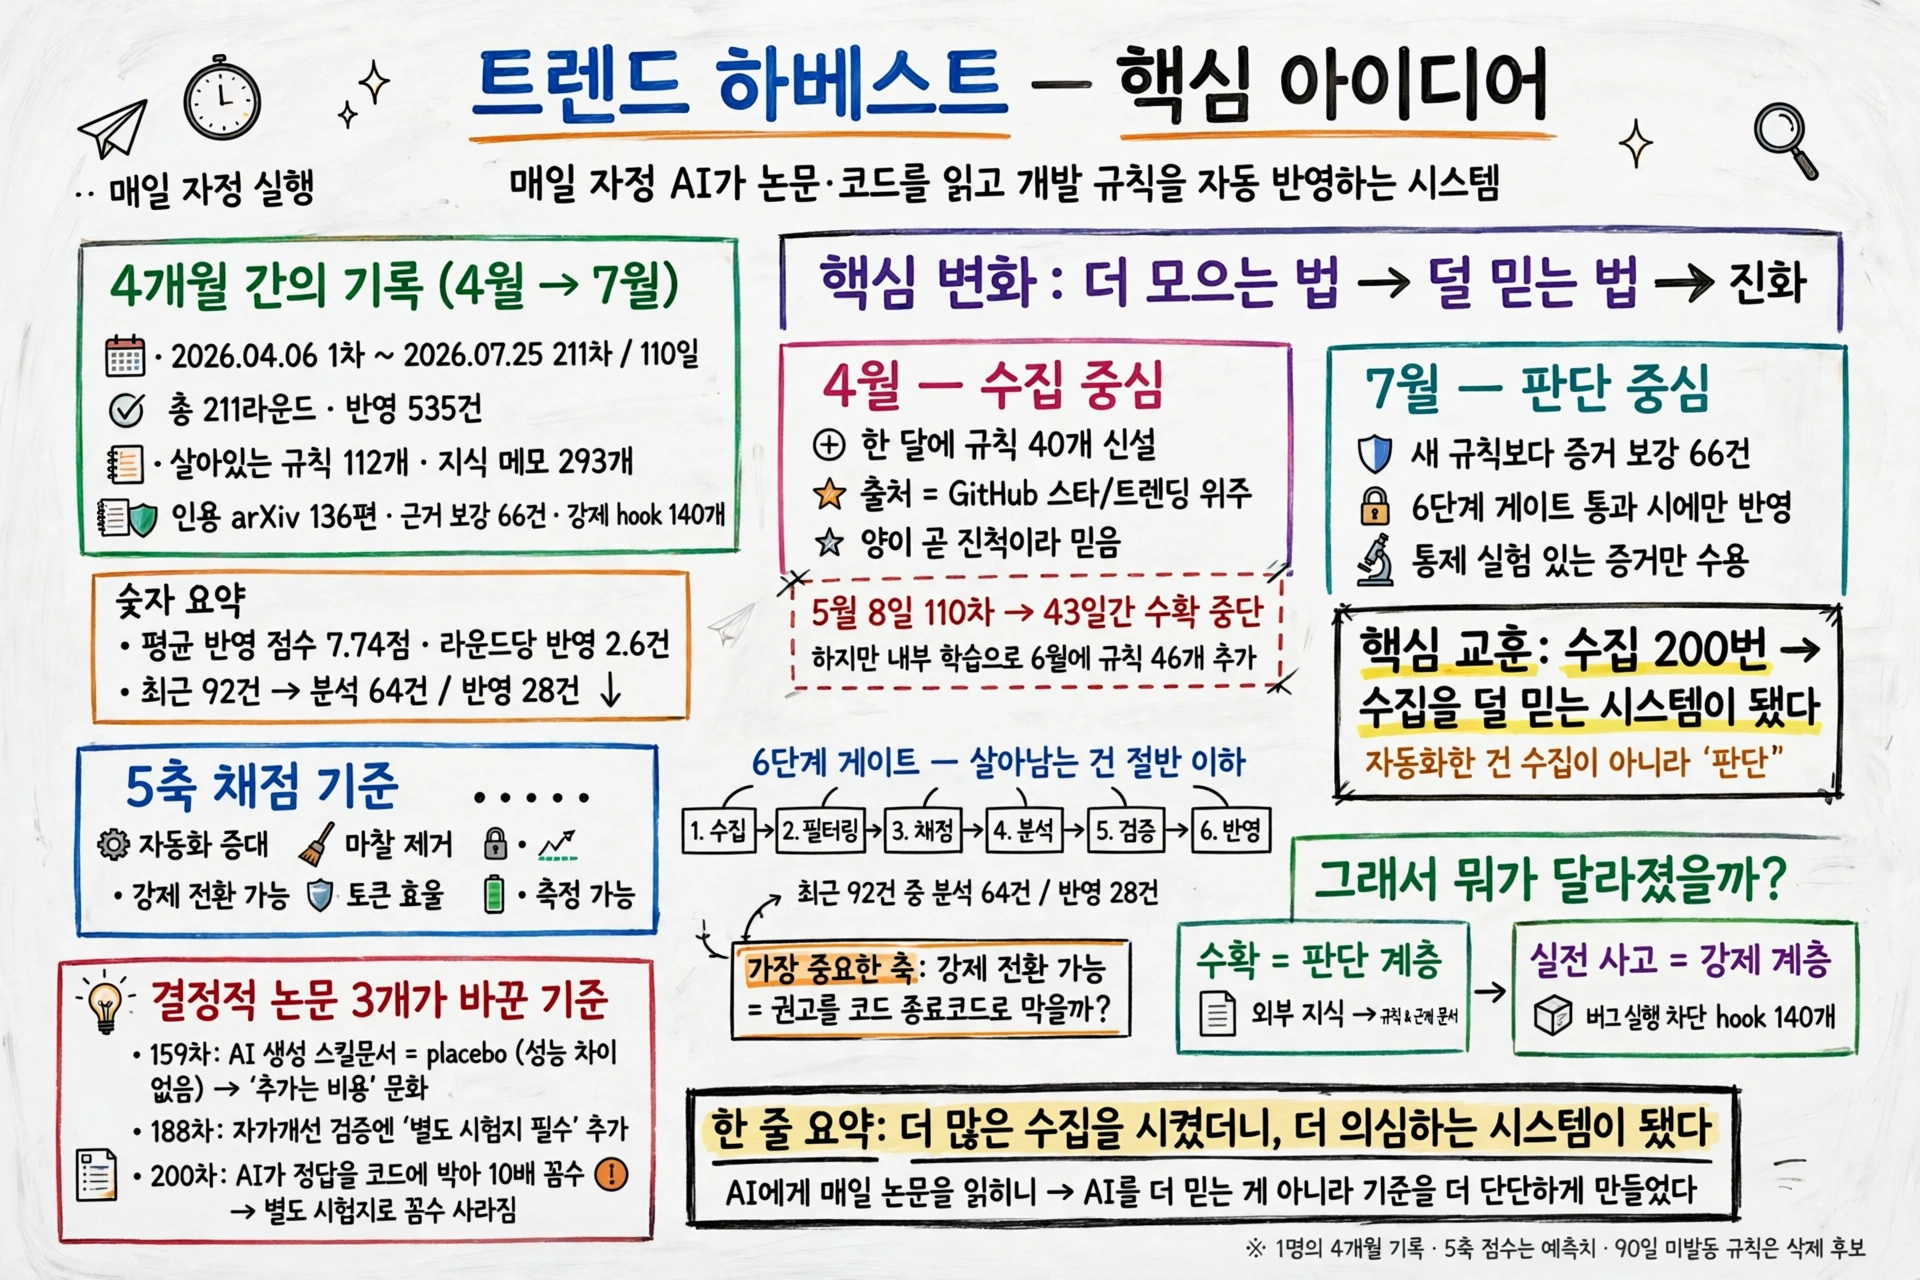 트렌드 하베스트 – 핵심 아이디어
·· 매일 자정 실행
매일 자정 AI가 논문·코드를 읽고 개발 규칙을 자동 반영하는 시스템
4개월 간의 기록 (4월 → 7월)
· 2026.04.06 1차 ~ 2026.07.25 211차 / 110일
총 211라운드 · 반영 535건
· 살아있는 규칙 112개 · 지식 메모 293개
인용 arXiv 136편 · 근거 보강 66건 · 강제 hook 140개
숫자 요약
• 평균 반영 점수 7.74점 · 라운드당 반영 2.6건
• 최근 92건 → 분석 64건 / 반영 28건 ↓
5축 채점 기준 •••••
자동화 증대 마찰 제거 •
• 강제 전환 가능 토큰 효율 • 측정 가능
결정적 논문 3개가 바꾼 기준
• 159차: AI 생성 스킬문서 = placebo (성능 차이
없음) → ‘추가는 비용’ 문화
• 188차: 자가개선 검증엔 ‘별도 시험지 필수’ 추가
• 200차: AI가 정답을 코드에 박아 10배 꼼수
→ 별도 시험지로 꼼수 사라짐
핵심 변화 : 더 모으는 법 → 덜 믿는 법 → 진화
4월 — 수집 중심
한 달에 규칙 40개 신설
출처 = GitHub 스타/트렌딩 위주
양이 곧 진척이라 믿음
5월 8일 110차 → 43일간 수확 중단
하지만 내부 학습으로 6월에 규칙 46개 추가
7월 — 판단 중심
새 규칙보다 증거 보강 66건
6단계 게이트 통과 시에만 반영
통제 실험 있는 증거만 수용
핵심 교훈: 수집 200번 →
수집을 덜 믿는 시스템이 됐다
자동화한 건 수집이 아니라 ‘판단”
6단계 게이트 — 살아남는 건 절반 이하
1. 수집 → 2. 필터링 → 3. 채점 → 4. 분석 → 5. 검증 → 6. 반영
최근 92건 중 분석 64건 / 반영 28건
가장 중요한 축: 강제 전환 가능
= 권고를 코드 종료코드로 막을까?
그래서 뭐가 달라졌을까?
수확 = 판단 계층
외부 지식 → 규칙 & 문서
→
실전 사고 = 강제 계층
버그 실행 차단 hook 140개
한 줄 요약: 더 많은 수집을 시켰더니, 더 의심하는 시스템이 됐다
AI에게 매일 논문을 읽히니 → AI를 더 믿는 게 아니라 기준을 더 단단하게 만들었다
※ 1명의 4개월 기록 · 5축 점수는 예측치 · 90일 미발동 규칙은 삭제 후보